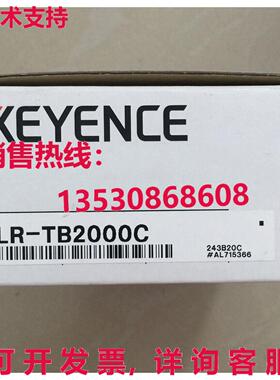 技术支持
KEYENCE
销售热线:
13530868608
LR-TB2000C
243B20C
#AL715366
可开发票,详询客服